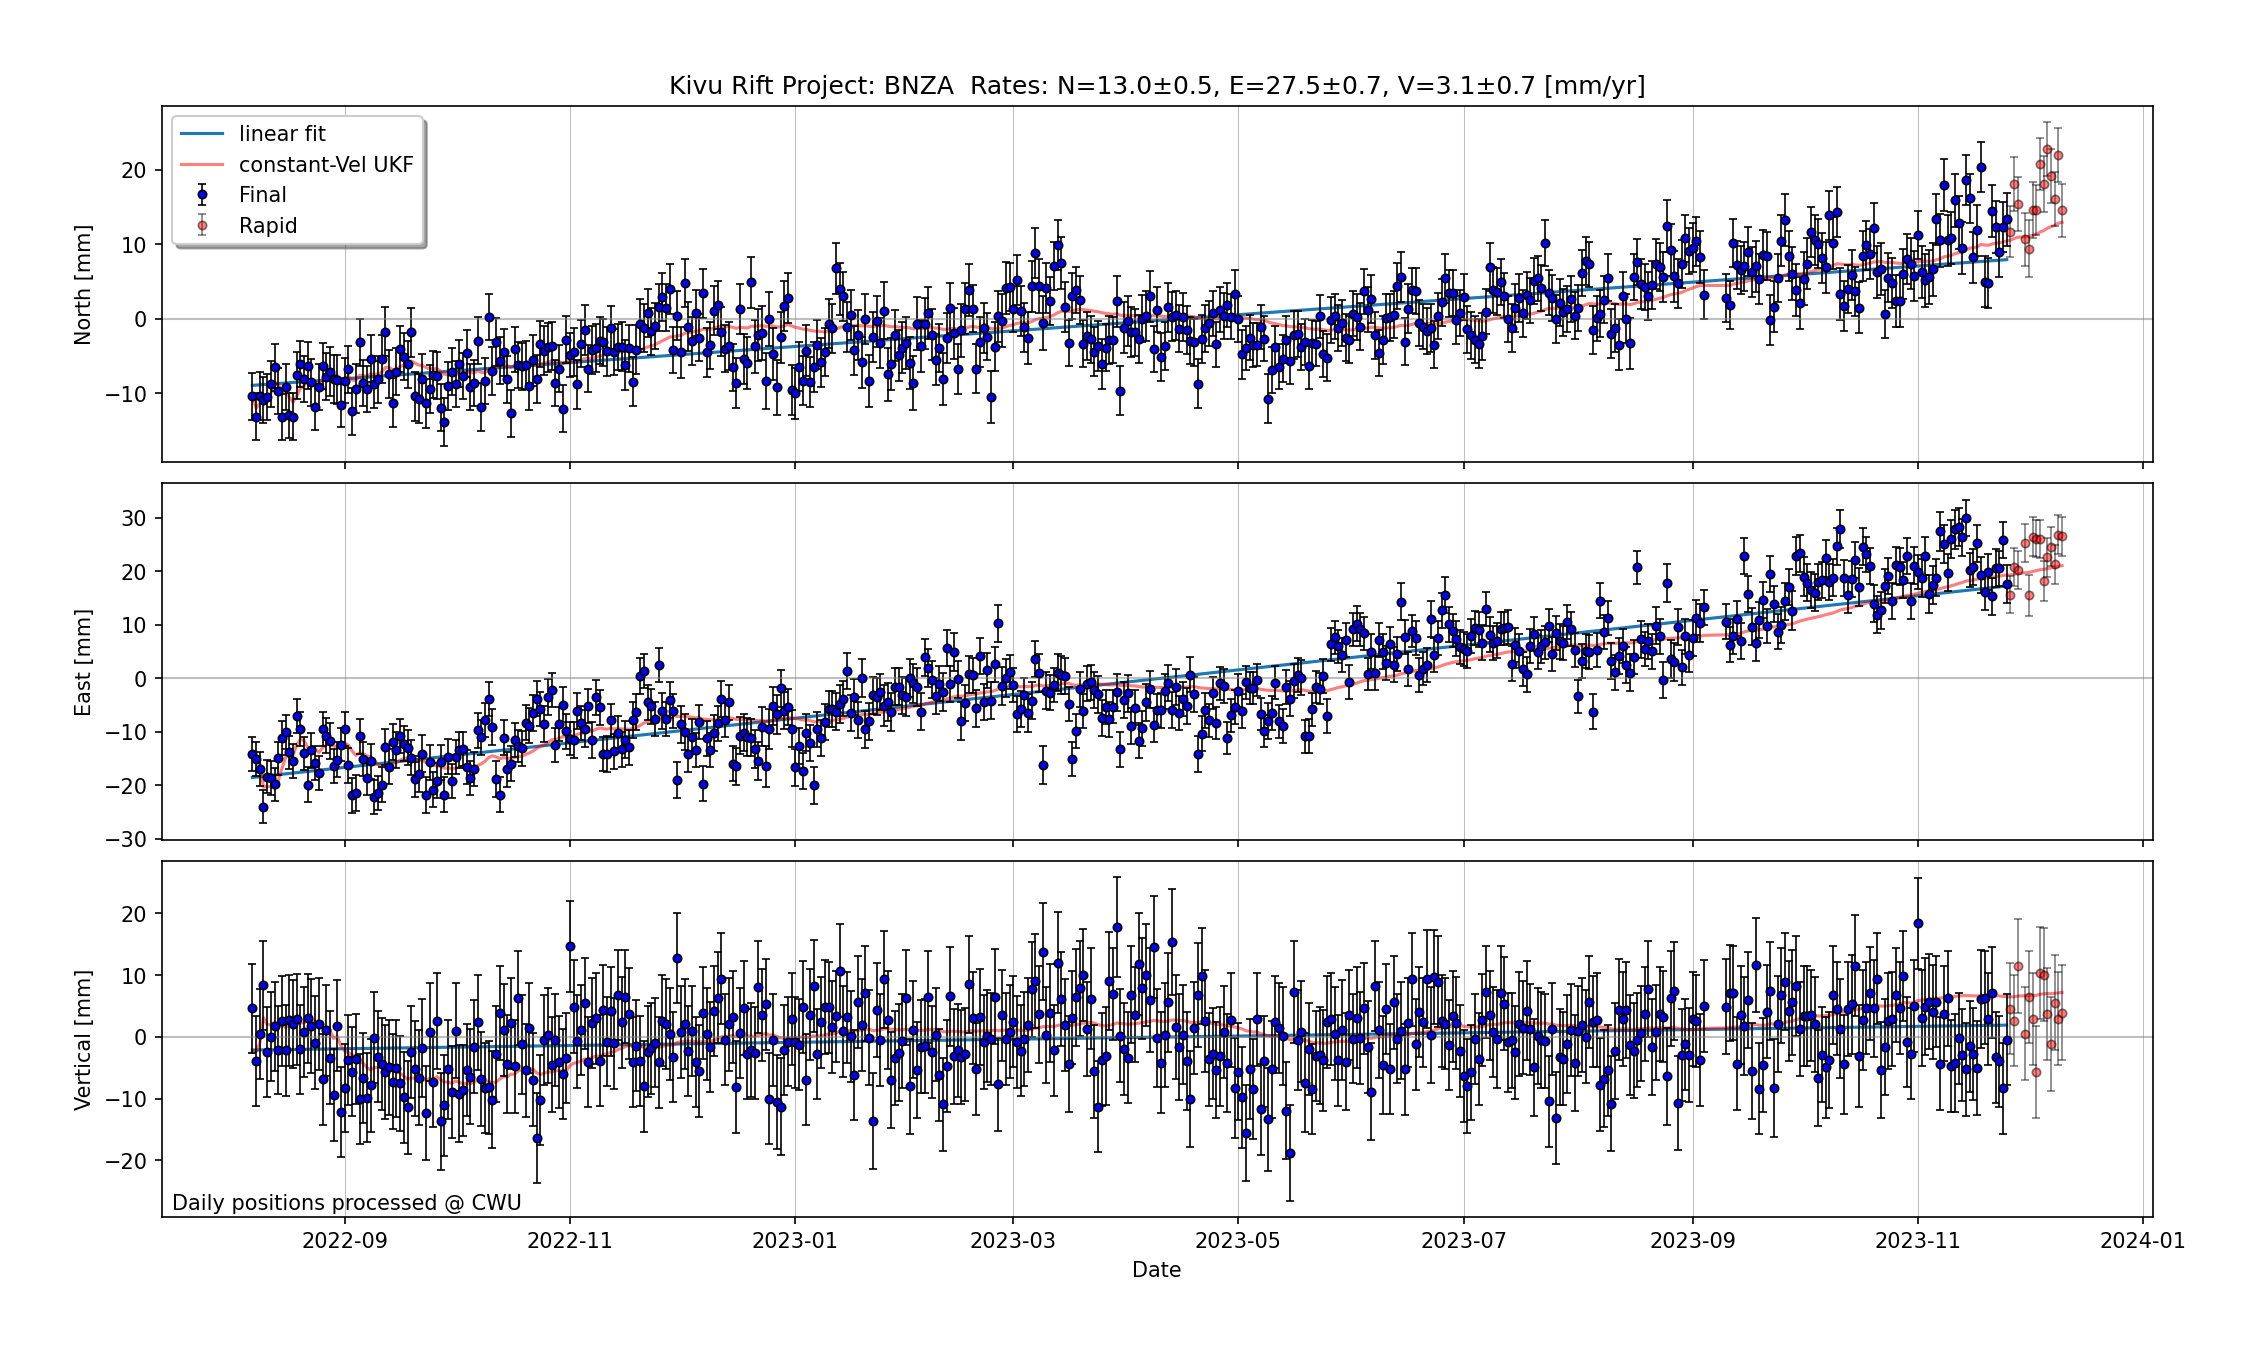 Kivu Rift Project: BNZA  Rates: N=13.0±0.5, E=27.5±0.7, V=3.1±0.7 [mm/yr]
linear fit
constant-Vel UKF
Final
Rapid
North [mm]
20
10
0
−10
East [mm]
30
20
10
0
−10
−20
−30
Vertical [mm]
20
10
0
−10
−20
Daily positions processed @ CWU
2022-09 2022-11 2023-01 2023-03 2023-05 2023-07 2023-09 2023-11 2024-01
Date